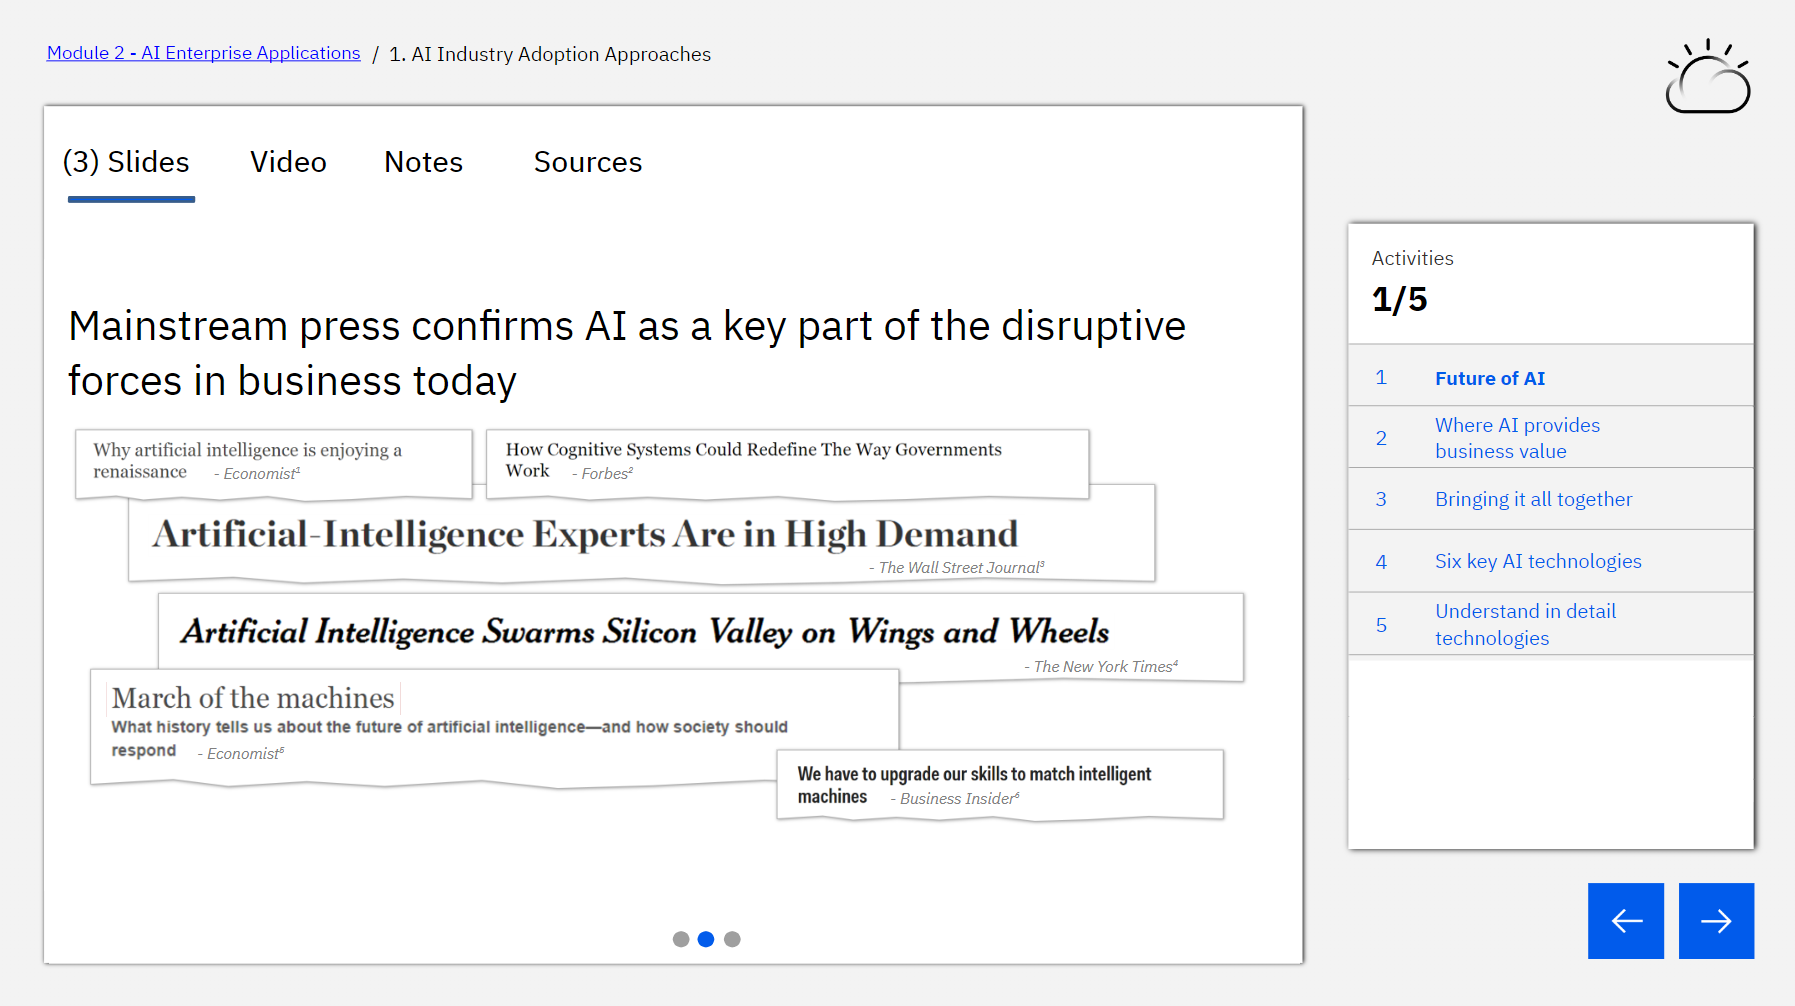 Module 2 - AI Enterprise Applications / 1. AI Industry Adoption Approaches
(3) Slides Video Notes Sources
Mainstream press confirms AI as a key part of the disruptive
forces in business today
Why artificial intelligence is enjoying a
renaissance - Economist¹
How Cognitive Systems Could Redefine The Way Governments
Work - Forbes²
Artificial-Intelligence Experts Are in High Demand
- The Wall Street Journal³
Artificial Intelligence Swarms Silicon Valley on Wings and Wheels
- The New York Times⁴
March of the machines
What history tells us about the future of artificial intelligence—and how society should
respond - Economist⁵
We have to upgrade our skills to match intelligent
machines - Business Insider⁶
Activities
1/5
1 Future of AI
2 Where AI provides
business value
3 Bringing it all together
4 Six key AI technologies
5 Understand in detail
technologies